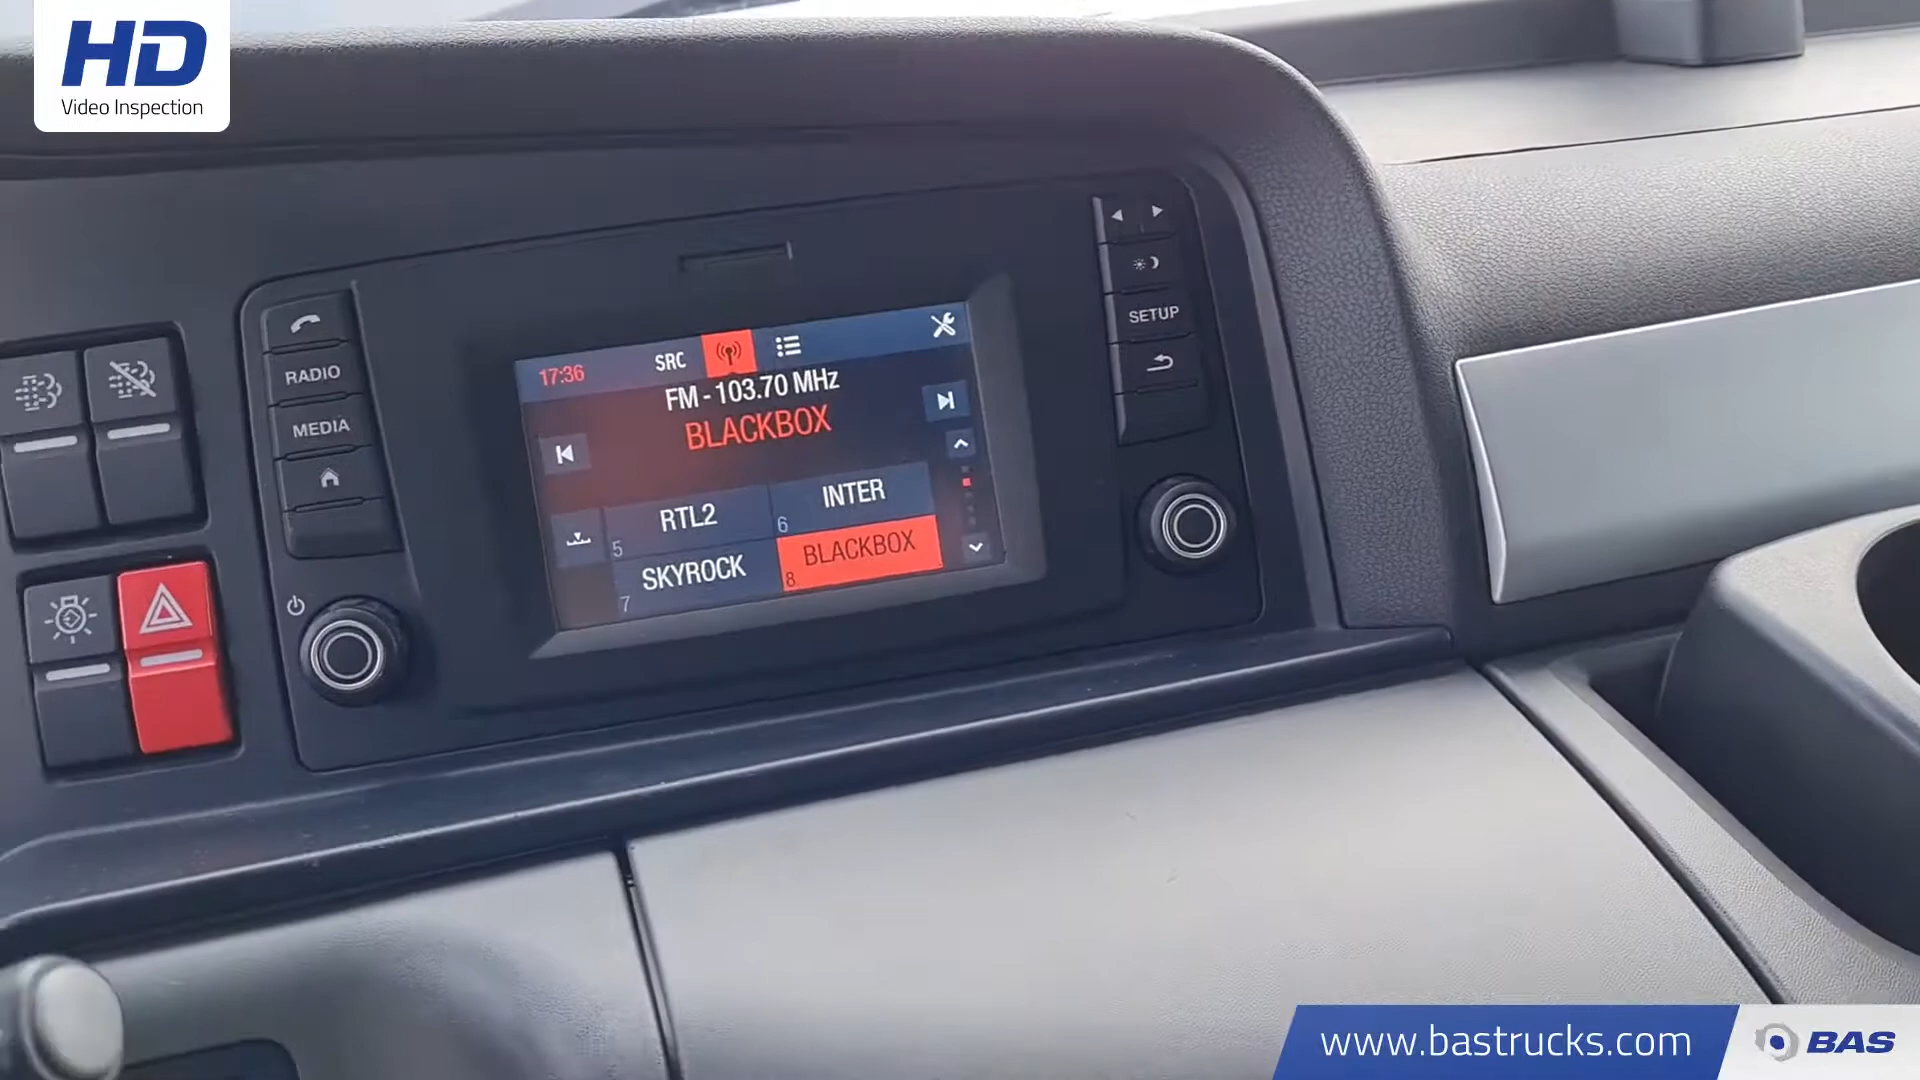 HD
Video Inspection
RADIO
MEDIA
17:36
SRC
FM - 103.70 MHz
BLACKBOX
5 RTL2
6 INTER
7 SKYROCK
8 BLACKBOX
SETUP
www.bastrucks.com
BAS